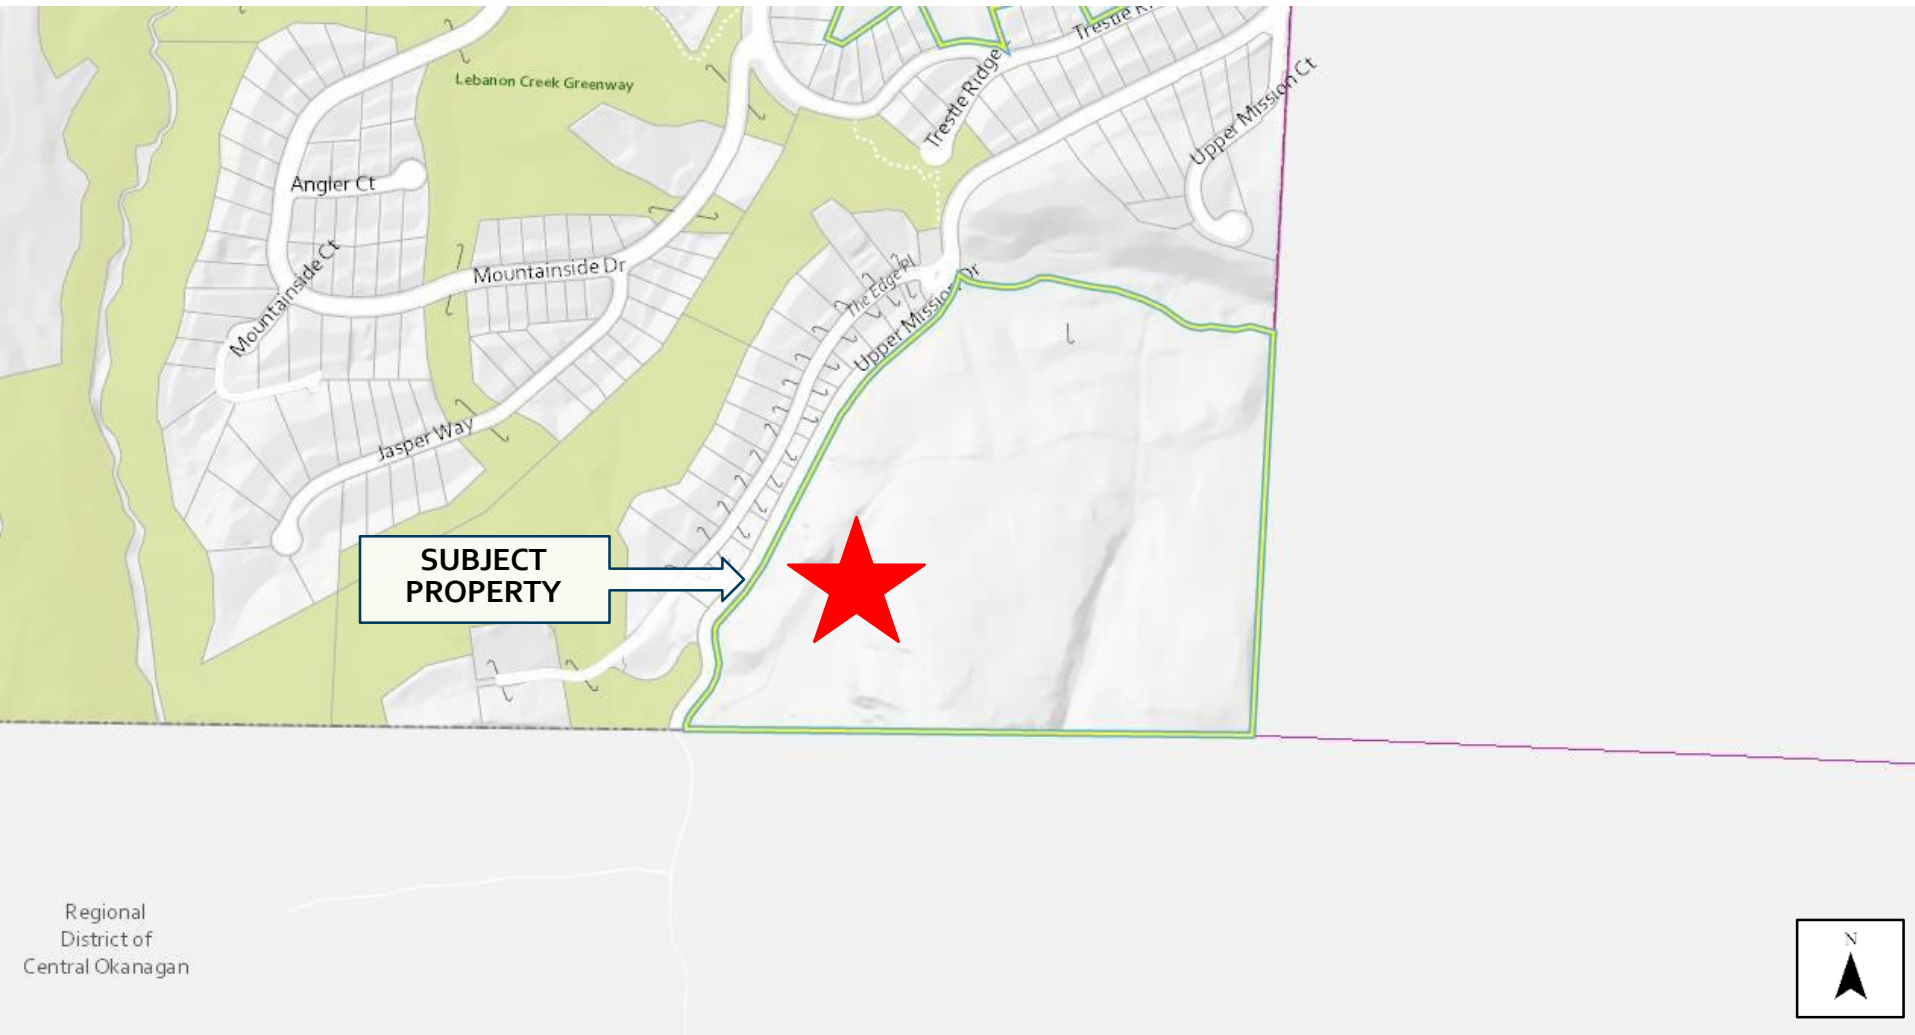 Trestle R
Lebanon Creek Greenway
Trestle Ridge
Upper Mission Ct
Angler Ct
Mountainside Ct
Mountainside Dr
The Edge Pl
Upper Mission Dr
Jasper Way
SUBJECT
PROPERTY
Regional
District of
Central Okanagan
N